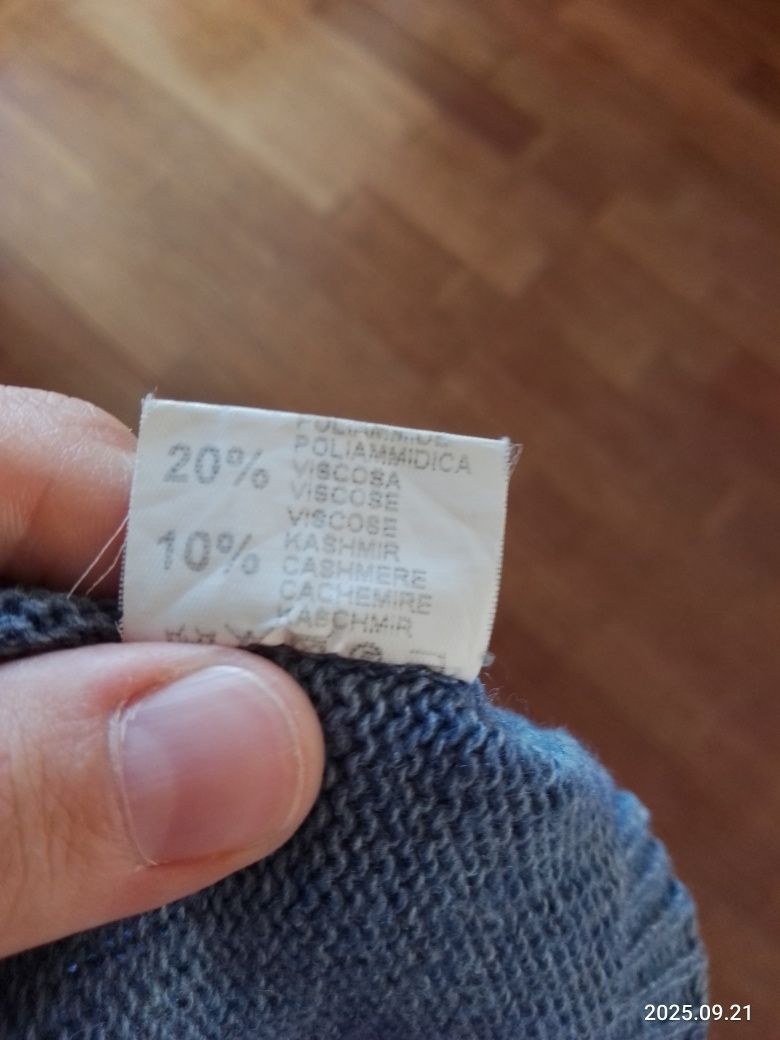 POLIAMMIDICA
20% VISCOSA
VISCOSE
VISCOSE
10% KASHMIR
CASHMERE
CACHEMIRE
KASCHMIR
2025.09.21